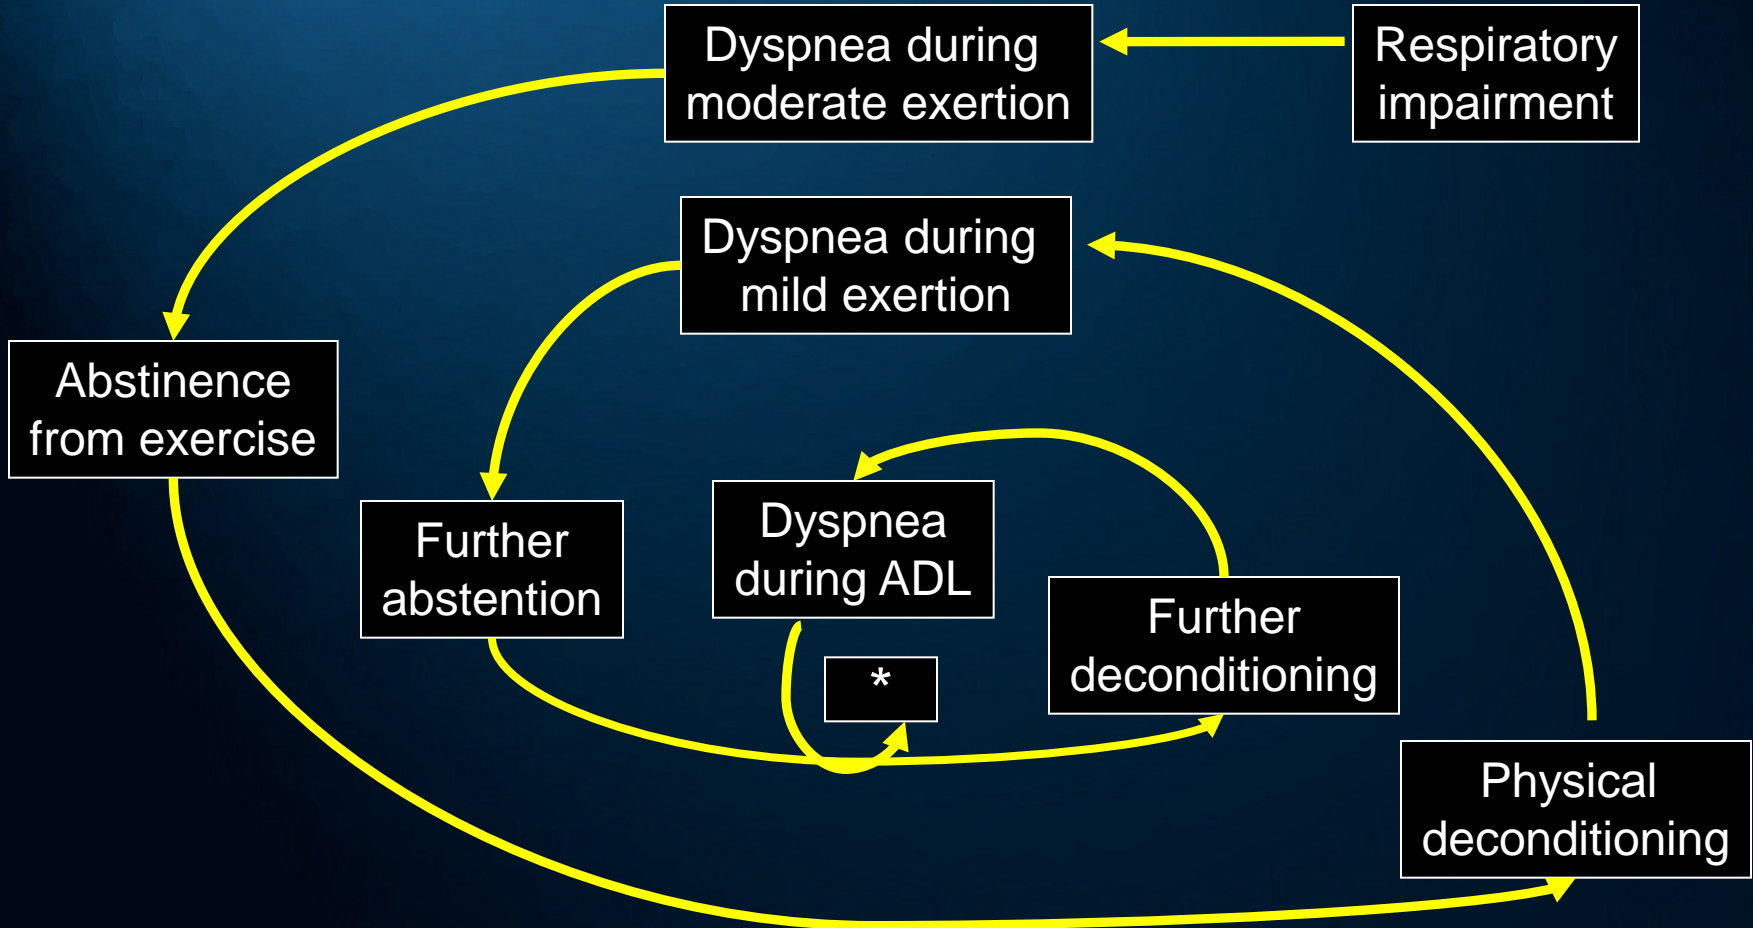 Dyspnea during
moderate exertion
Respiratory
impairment
Dyspnea during
mild exertion
Abstinence
from exercise
Further
abstention
Dyspnea
during ADL
*
Further
deconditioning
Physical
deconditioning